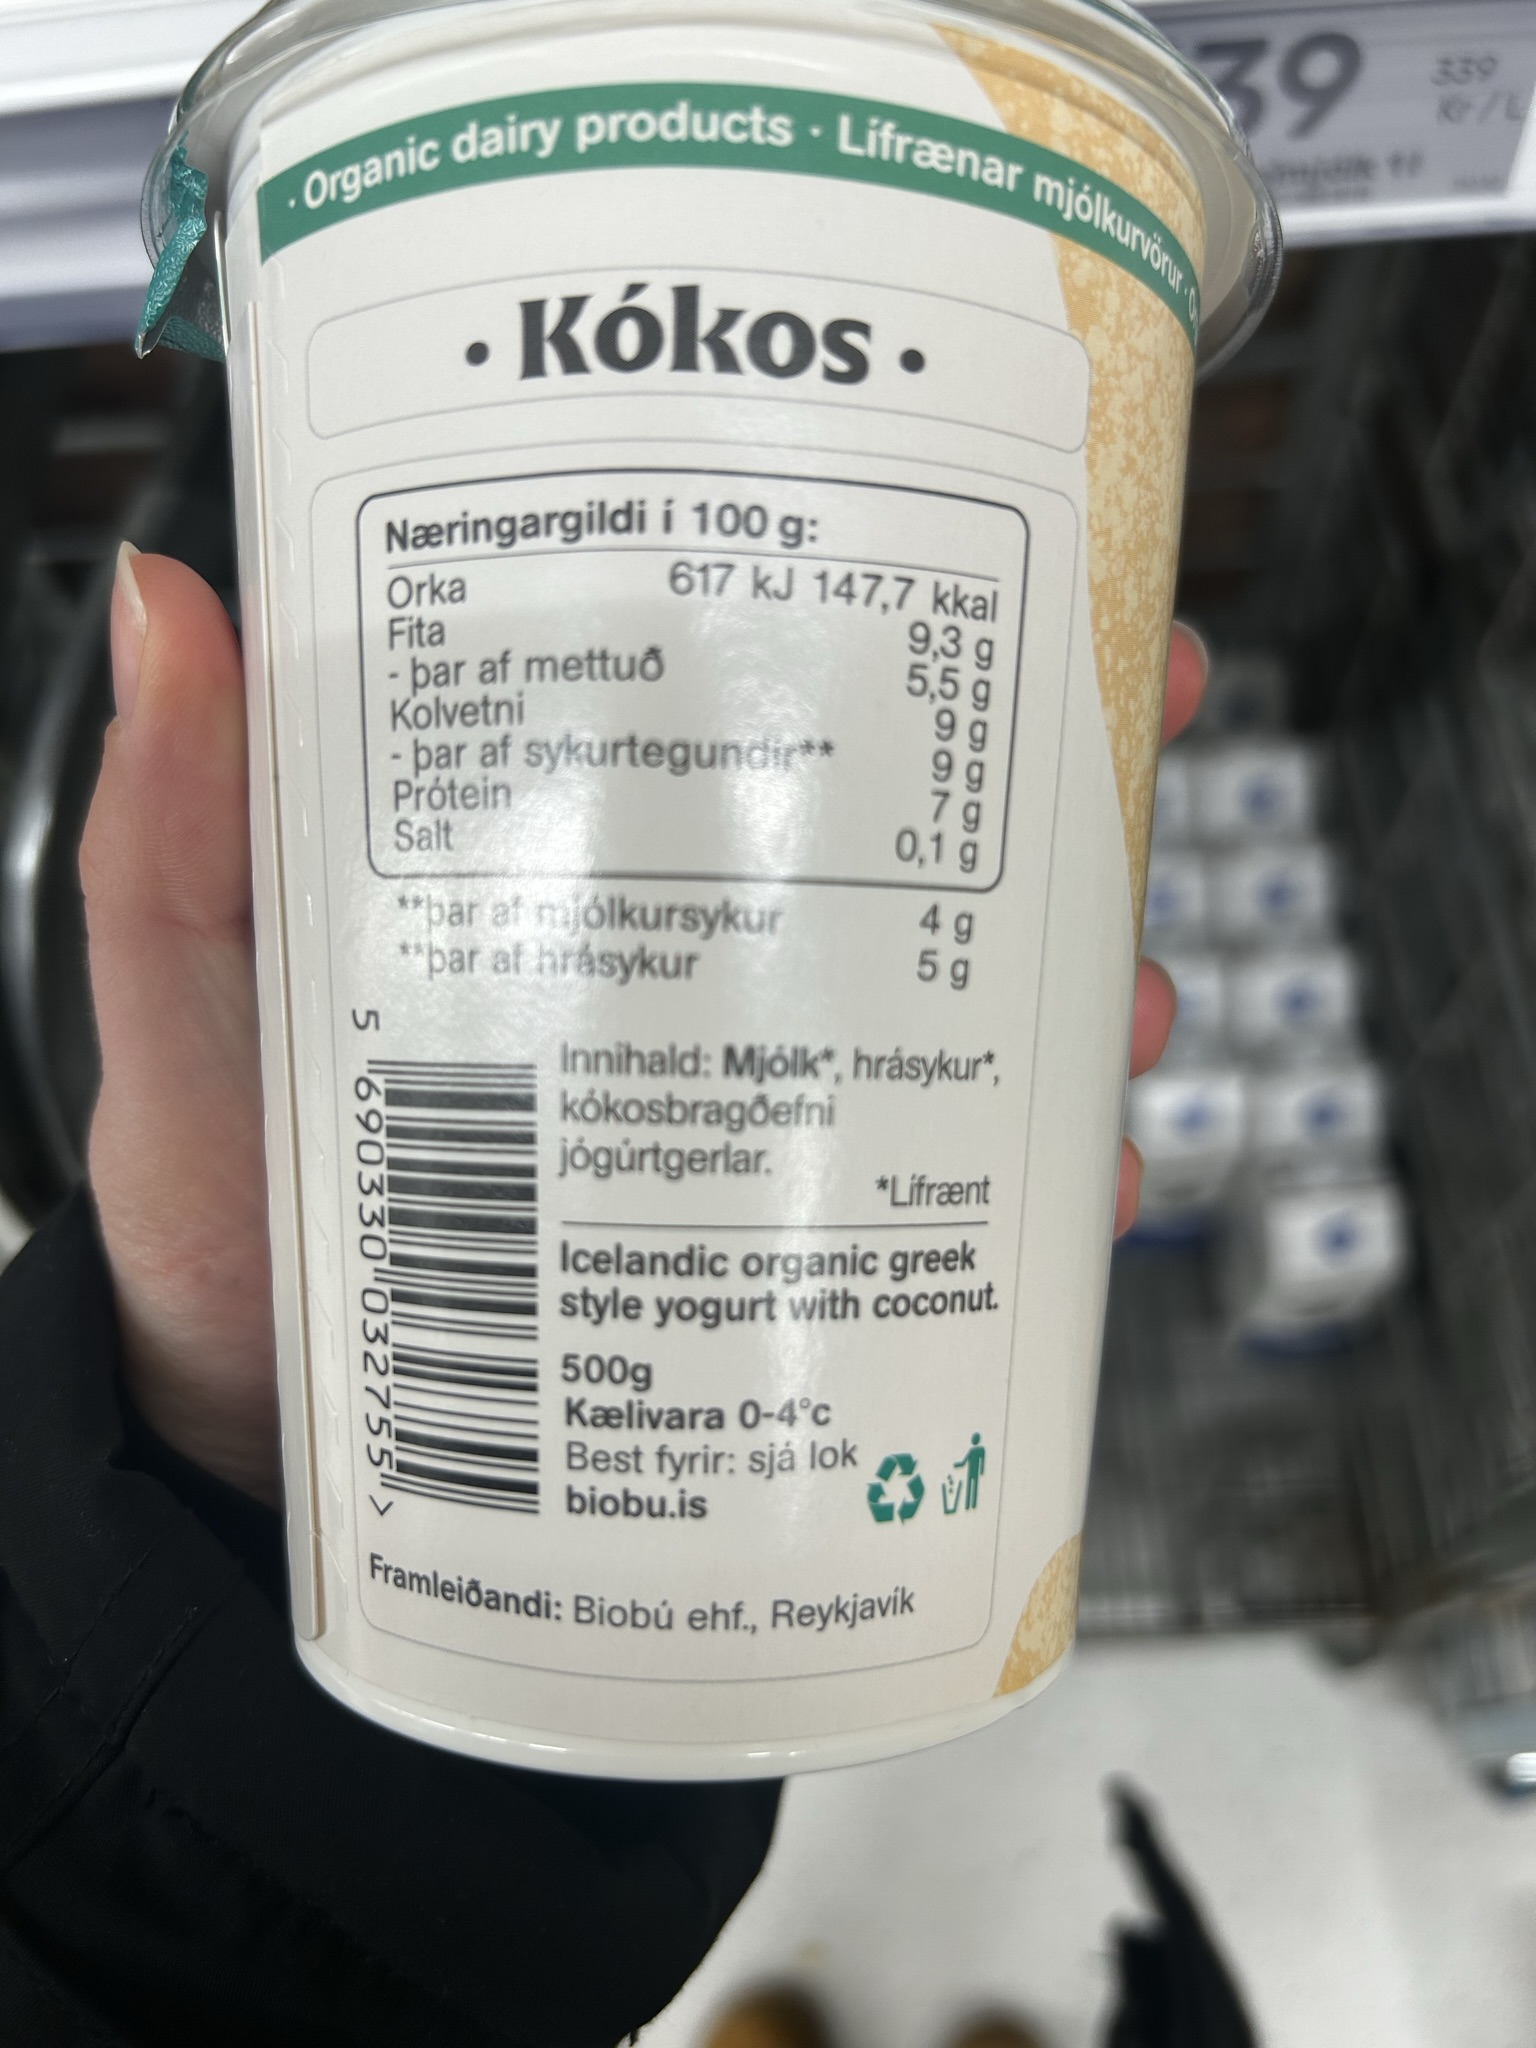 39
339
Kr/L
· Organic dairy products · Lífrænar mjólkurvörur ·
· Kókos ·
Næringargildi í 100 g:
Orka 617 kJ 147,7 kkal
Fita 9,3 g
- þar af mettuð 5,5 g
Kolvetni 9 g
- þar af sykurtegundir** 9 g
Prótein 7 g
Salt 0,1 g
**þar af mjólkursykur 4 g
**þar af hrásykur 5 g
Innihald: Mjólk*, hrásykur*,
kókosbragðefni
jógúrtgerlar.
*Lífrænt
Icelandic organic greek
style yogurt with coconut.
500g
Kælivara 0-4°c
Best fyrir: sjá lok
biobu.is
5 690330 032755 >
Framleiðandi: Biobú ehf., Reykjavík